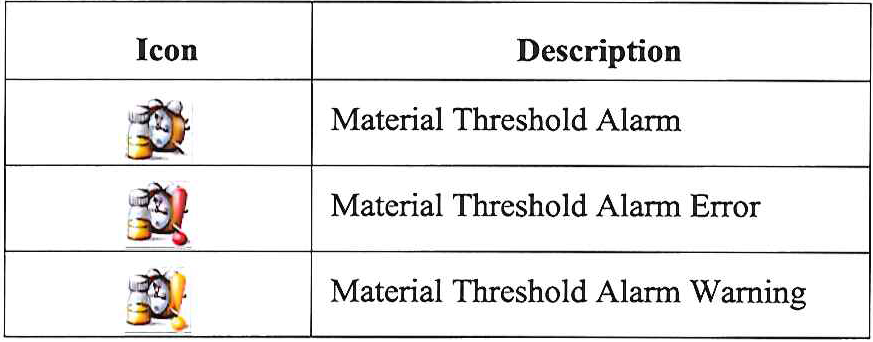 Icon Description
Material Threshold Alarm
Material Threshold Alarm Error
Material Threshold Alarm Warning